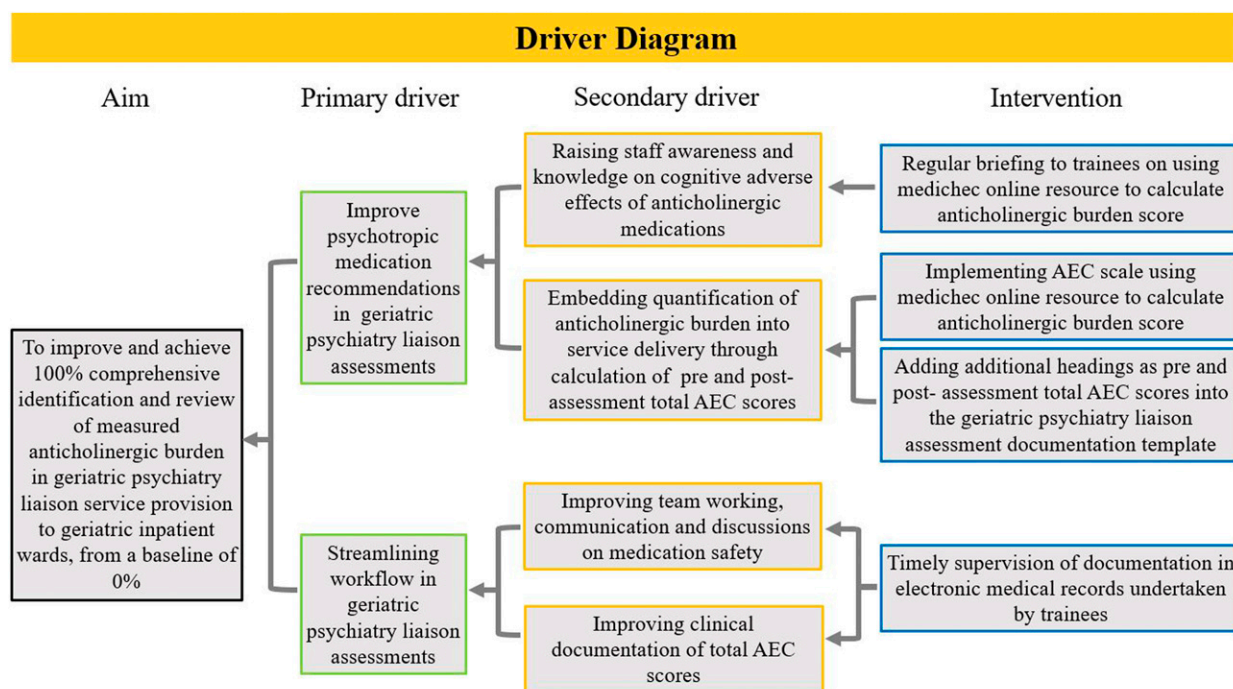 Driver Diagram
Aim
Primary driver
Secondary driver
Intervention
To improve and achieve
100% comprehensive
identification and review
of measured
anticholinergic burden
in geriatric psychiatry
liaison service provision
to geriatric inpatient
wards, from a baseline of
0%
Improve
psychotropic
medication
recommendations
in geriatric
psychiatry liaison
assessments
Streamlining
workflow in
geriatric
psychiatry liaison
assessments
Raising staff awareness and
knowledge on cognitive adverse
effects of anticholinergic
medications
Embedding quantification of
anticholinergic burden into
service delivery through
calculation of pre and post-
assessment total AEC scores
Improving team working,
communication and discussions
on medication safety
Improving clinical
documentation of total AEC
scores
Regular briefing to trainees on using
medichec online resource to calculate
anticholinergic burden score
Implementing AEC scale using
medichec online resource to calculate
anticholinergic burden score
Adding additional headings as pre and
post- assessment total AEC scores into
the geriatric psychiatry liaison
assessment documentation template
Timely supervision of documentation in
electronic medical records undertaken
by trainees